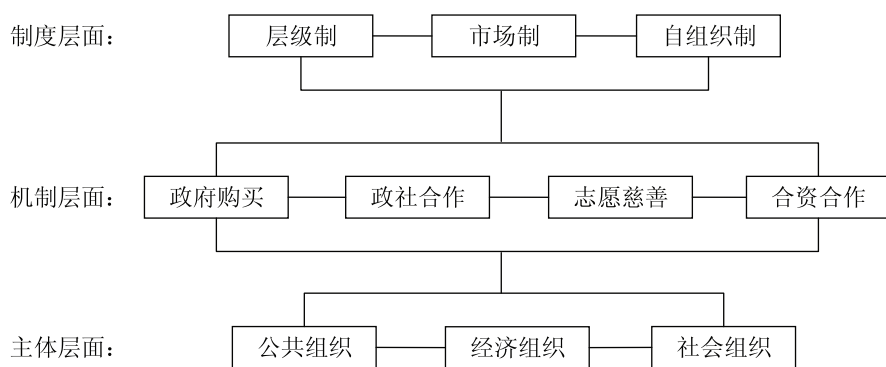 制度层面： 层级制 市场制 自组织制
机制层面： 政府购买 政社合作 志愿慈善 合资合作
主体层面： 公共组织 经济组织 社会组织